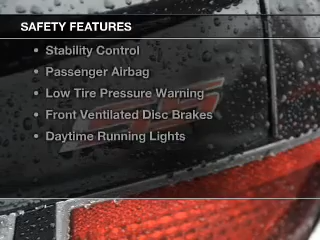 SAFETY FEATURES
• Stability Control
• Passenger Airbag
• Low Tire Pressure Warning
• Front Ventilated Disc Brakes
• Daytime Running Lights